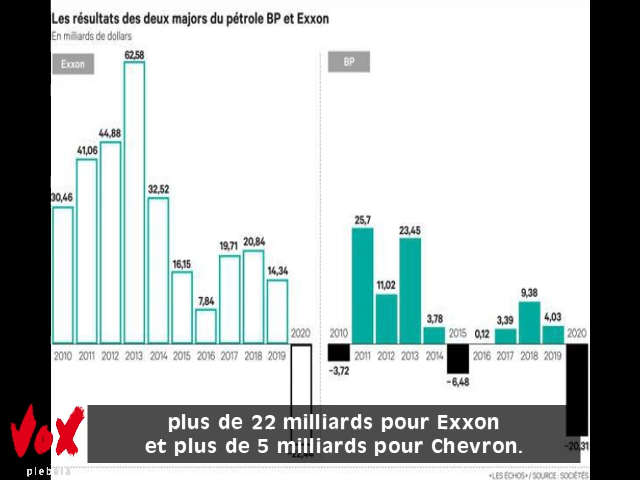 Les résultats des deux majors du pétrole BP et Exxon
En milliards de dollars
Exxon
62,58
44,88
41,06
30,46
32,52
16,15
7,84
19,71
20,84
14,34
2020
2010 2011 2012 2013 2014 2015 2016 2017 2018 2019
BP
25,7
23,45
11,02
3,78
0,12
3,39
9,38
4,03
2010
2015
2020
2011 2012 2013 2014 2016 2017 2018 2019
-3,72
-6,48
-20,31
VoX
plebeia
plus de 22 milliards pour Exxon
et plus de 5 milliards pour Chevron.
«LES ÉCHOS» / SOURCE : SOCIÉTÉS